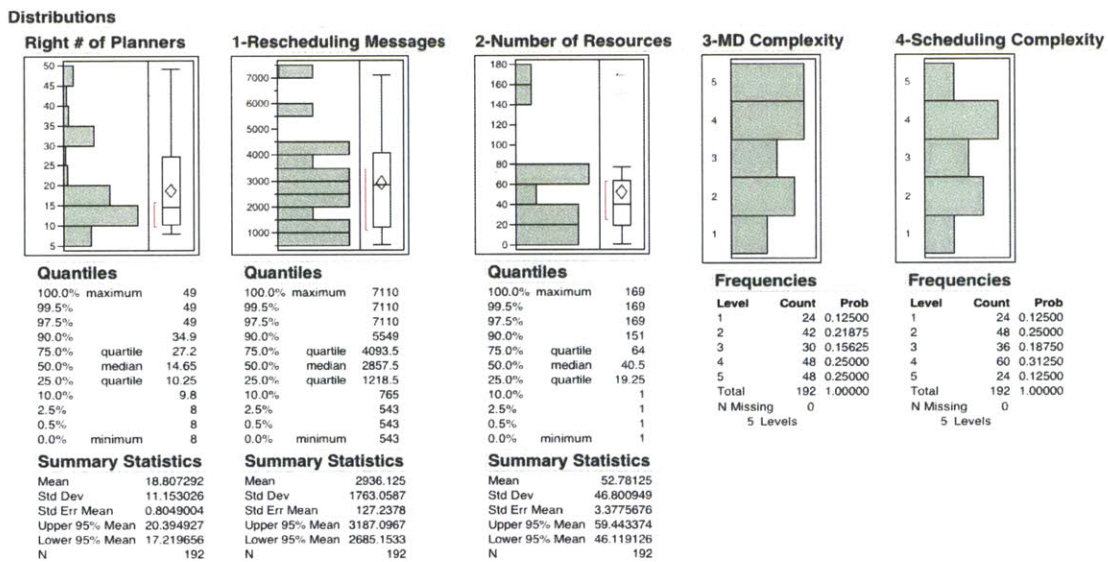 Distributions
Right # of Planners
50
45
40
35
30
25
20
15
10
5
Quantiles
100.0% maximum 49
99.5% 49
97.5% 49
90.0% 34.9
75.0% quartile 27.2
50.0% median 14.65
25.0% quartile 10.25
10.0% 9.8
2.5% 8
0.5% 8
0.0% minimum 8
Summary Statistics
Mean 18.807292
Std Dev 11.153026
Std Err Mean 0.8049004
Upper 95% Mean 20.394927
Lower 95% Mean 17.219656
N 192
1-Rescheduling Messages
7000
6000
5000
4000
3000
2000
1000
Quantiles
100.0% maximum 7110
99.5% 7110
97.5% 7110
90.0% 5549
75.0% quartile 4093.5
50.0% median 2857.5
25.0% quartile 1218.5
10.0% 765
2.5% 543
0.5% 543
0.0% minimum 543
Summary Statistics
Mean 2936.125
Std Dev 1763.0587
Std Err Mean 127.2378
Upper 95% Mean 3187.0967
Lower 95% Mean 2685.1533
N 192
2-Number of Resources
180
160
140
120
100
80
60
40
20
0
Quantiles
100.0% maximum 169
99.5% 169
97.5% 169
90.0% 151
75.0% quartile 64
50.0% median 40.5
25.0% quartile 19.25
10.0% 1
2.5% 1
0.5% 1
0.0% minimum 1
Summary Statistics
Mean 52.78125
Std Dev 46.800949
Std Err Mean 3.3775676
Upper 95% Mean 59.443374
Lower 95% Mean 46.119126
N 192
3-MD Complexity
5
4
3
2
1
Frequencies
Level Count Prob
1 24 0.12500
2 42 0.21875
3 30 0.15625
4 48 0.25000
5 48 0.25000
Total 192 1.00000
N Missing 0
5 Levels
4-Scheduling Complexity
5
4
3
2
1
Frequencies
Level Count Prob
1 24 0.12500
2 48 0.25000
3 36 0.18750
4 60 0.31250
5 24 0.12500
Total 192 1.00000
N Missing 0
5 Levels